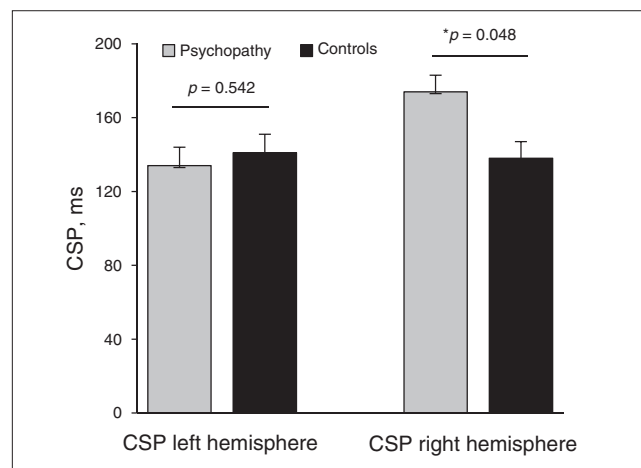 200
Psychopathy Controls
*p = 0.048
p = 0.542
160
120
80
40
0
CSP, ms
CSP left hemisphere
CSP right hemisphere